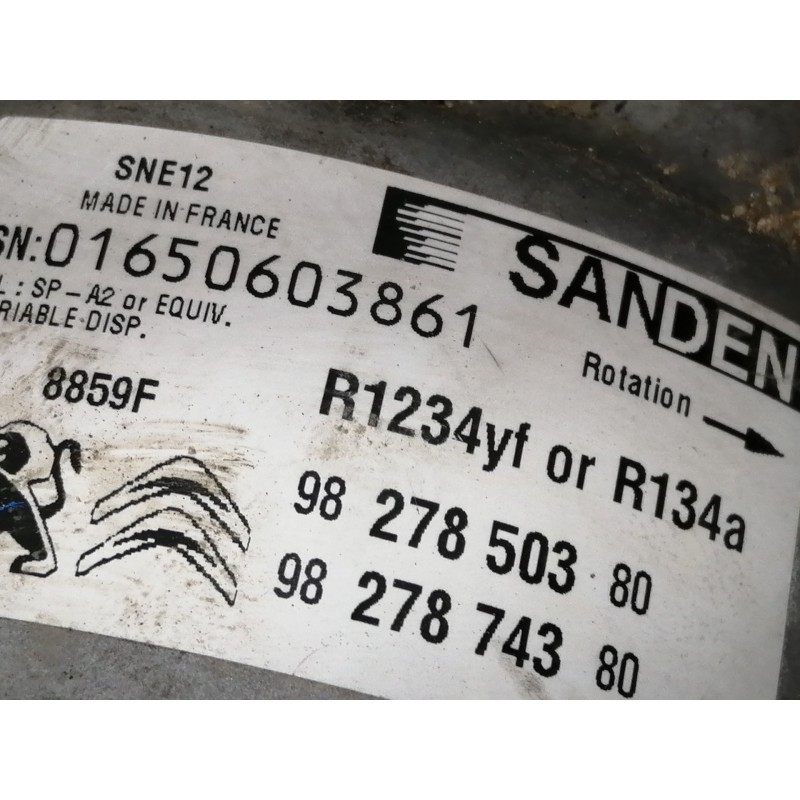 SNE12
MADE IN FRANCE
SN:01650603861
L: SP-A2 or EQUIV.
RIABLE DISP.
8859F
SANDEN
Rotation
R1234yf or R134a
98 278 503 80
98 278 743 80